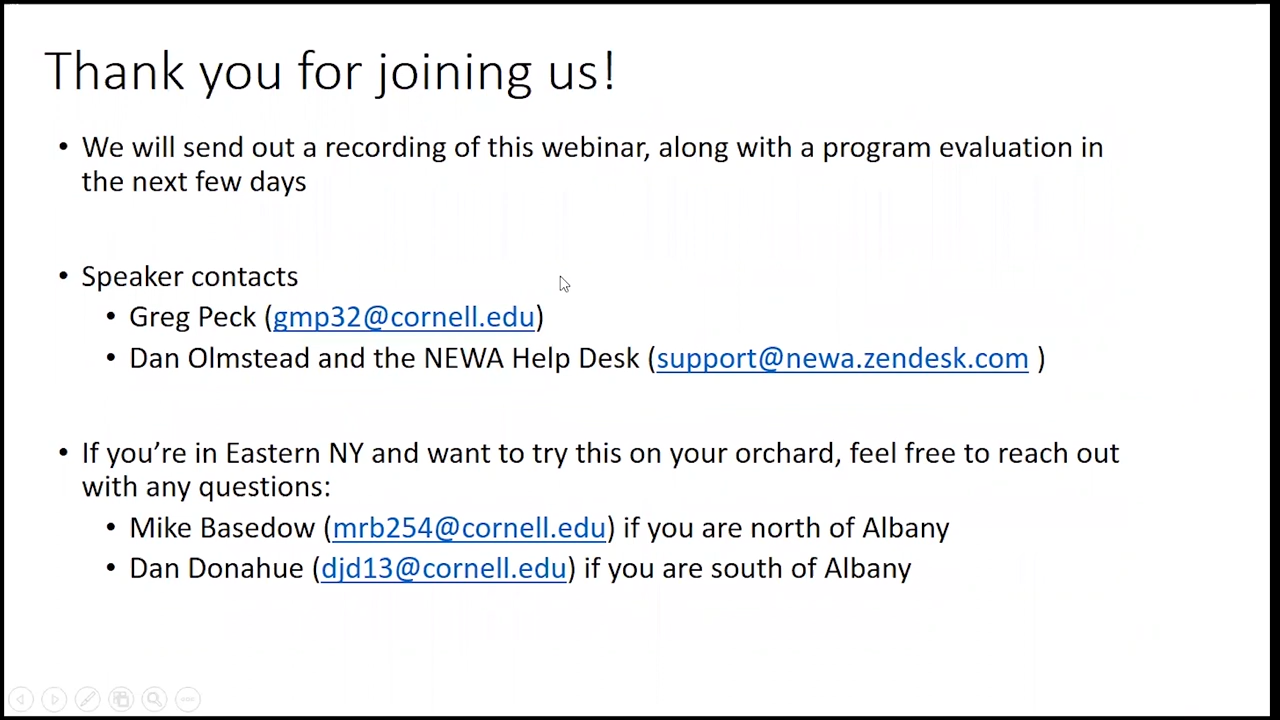 Thank you for joining us!
• We will send out a recording of this webinar, along with a program evaluation in
the next few days
• Speaker contacts
• Greg Peck (gmp32@cornell.edu)
• Dan Olmstead and the NEWA Help Desk (support@newa.zendesk.com )
• If you’re in Eastern NY and want to try this on your orchard, feel free to reach out
with any questions:
• Mike Basedow (mrb254@cornell.edu) if you are north of Albany
• Dan Donahue (djd13@cornell.edu) if you are south of Albany